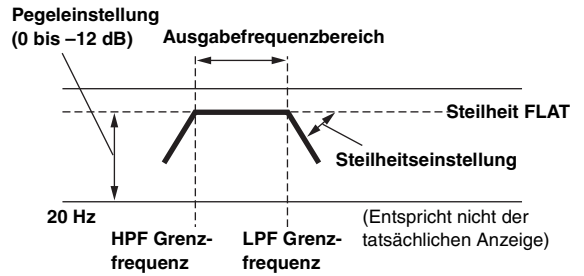 Pegeleinstellung
(0 bis –12 dB)
Ausgabefrequenzbereich
Steilheit FLAT
Steilheitseinstellung
20 Hz
(Entspricht nicht der
tatsächlichen Anzeige)
HPF Grenz-
frequenz
LPF Grenz-
frequenz